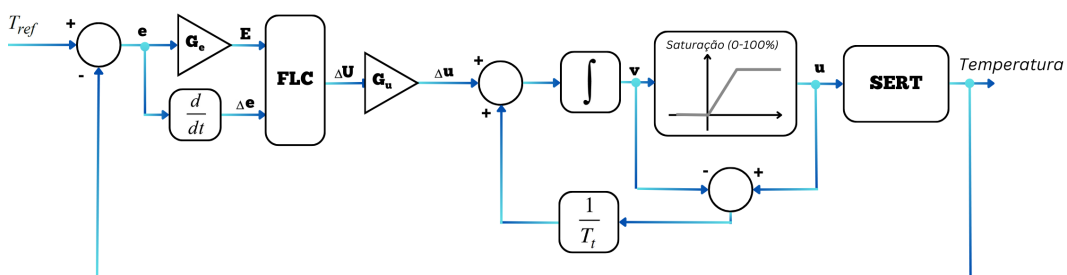 T_ref
+
-
e
G_e
E
d/dt
Δe
FLC
ΔU
G_u
Δu
+
+
∫
v
Saturação (0-100%)
u
SERT
Temperatura
-
+
1/T_t